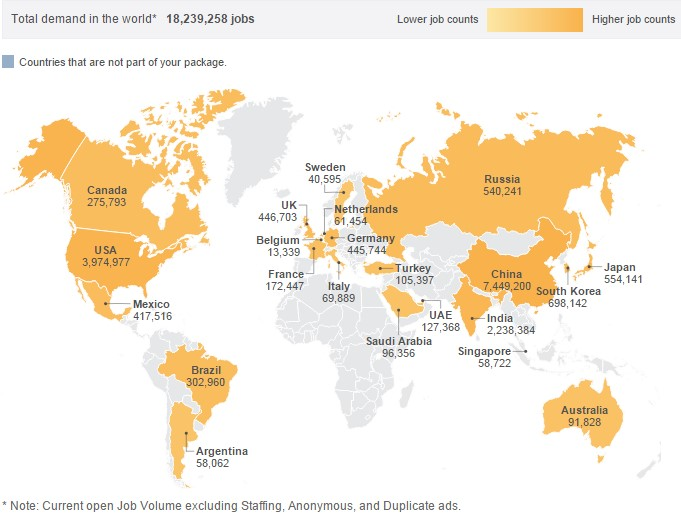 Total demand in the world* 18,239,258 jobs
Lower job counts
Higher job counts
Countries that are not part of your package.
Sweden
40,595
Russia
540,241
Canada
275,793
UK
446,703
Netherlands
61,454
Belgium
13,339
Germany
445,744
USA
3,974,977
France
172,447
Italy
69,889
Turkey
105,397
China
7,449,200
Japan
554,141
South Korea
698,142
Mexico
417,516
UAE
127,368
India
2,238,384
Saudi Arabia
96,356
Singapore
58,722
Brazil
302,960
Australia
91,828
Argentina
58,062
* Note: Current open Job Volume excluding Staffing, Anonymous, and Duplicate ads.